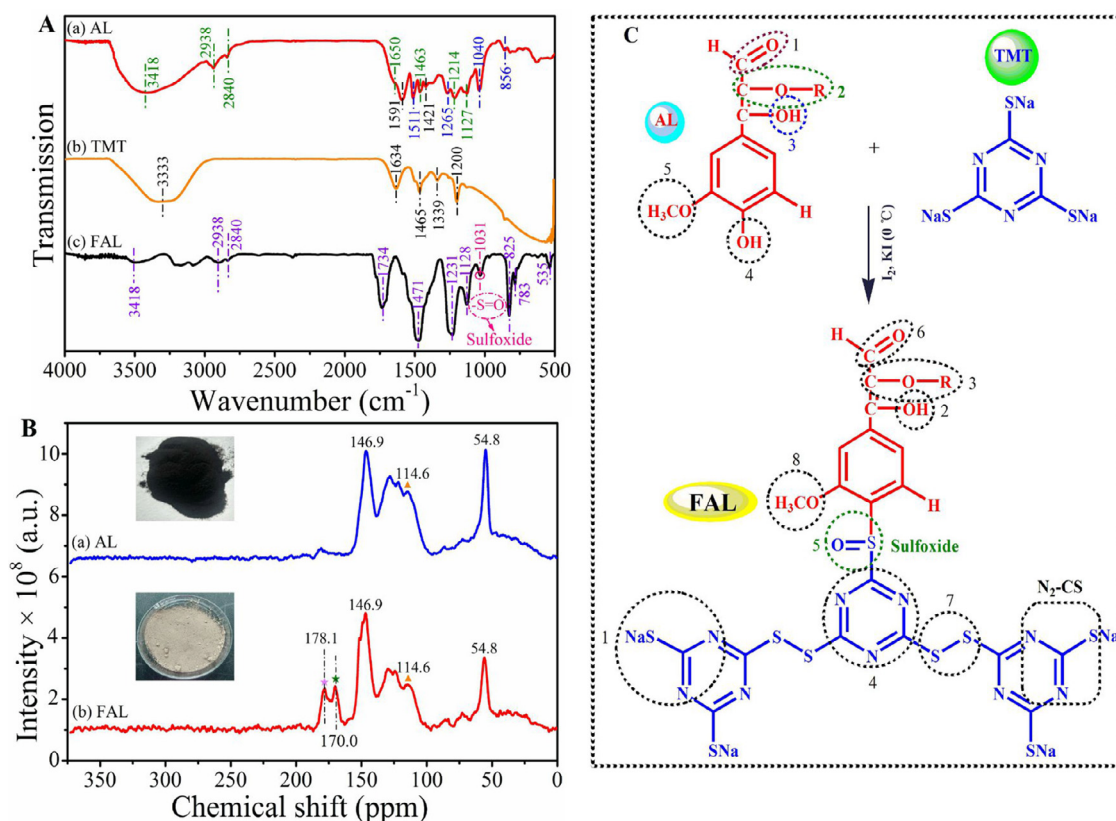 A
(a) AL
3418
2938
2840
1650
1591
1511
1463
1421
1265
1214
1127
1040
856
(b) TMT
3333
1634
1465
1339
1200
(c) FAL
3418
2938
2840
1734
1471
1231
1128
1031
825
783
535
O
-S=O
Sulfoxide
Transmission
4000 3500 3000 2500 2000 1500 1000 500
Wavenumber (cm⁻¹)
B
146.9
114.6
54.8
(a) AL
146.9
178.1
170.0
114.6
54.8
(b) FAL
10
8
6
4
2
0
Intensity × 10⁸ (a.u.)
350 300 250 200 150 100 50 0
Chemical shift (ppm)
C
H
C
O
1
C
O
R
2
C
OH
3
AL
5
H₃CO
H
OH
4
+
TMT
SNa
N
N
NaS
N
SNa
I₂, KI (0 ℃)
H
C
O
6
C
O
R
3
C
OH
2
8
H₃CO
H
FAL
5
O
S
Sulfoxide
N
N
N
4
7
N₂-CS
1
NaS
N
N
N
S
S
SNa
S
S
N
N
N
SNa
SNa